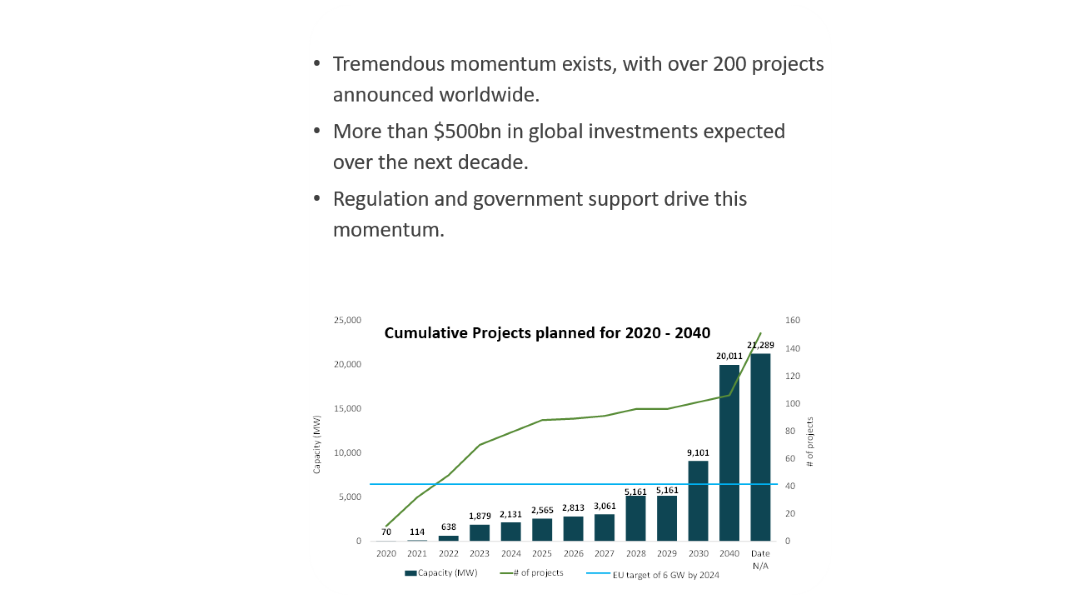 • Tremendous momentum exists, with over 200 projects
announced worldwide.
• More than $500bn in global investments expected
over the next decade.
• Regulation and government support drive this
momentum.
Cumulative Projects planned for 2020 - 2040
Capacity (MW)
25,000
20,000
15,000
10,000
5,000
0
70 114 638 1,879 2,131 2,565 2,813 3,061 5,161 5,161 9,101 20,011 21,289
160
140
120
100
80
60
40
20
0
# of projects
2020 2021 2022 2023 2024 2025 2026 2027 2028 2029 2030 2040 Date
N/A
Capacity (MW) # of projects EU target of 6 GW by 2024